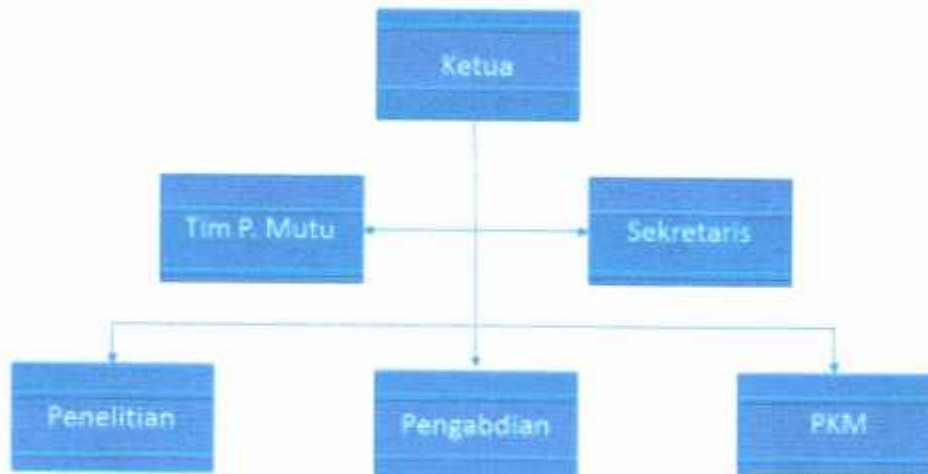 Ketua
Tim P. Mutu
Sekretaris
Penelitian
Pengabdian
PKM